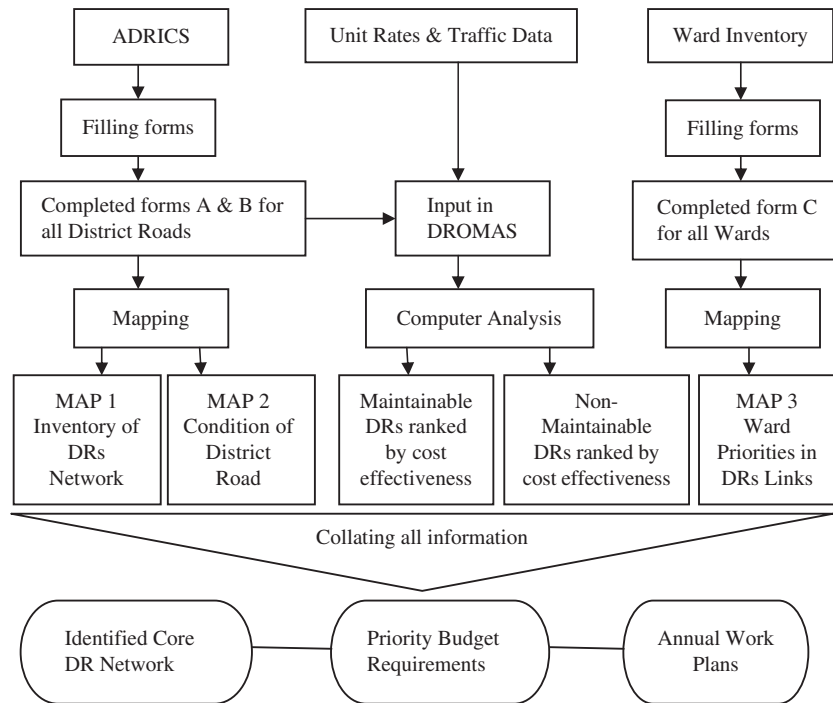 ADRICS
Unit Rates & Traffic Data
Ward Inventory
Filling forms
Filling forms
Completed forms A & B for
all District Roads
Input in
DROMAS
Completed form C
for all Wards
Mapping
Computer Analysis
Mapping
MAP 1
Inventory of
DRs
Network
MAP 2
Condition of
District
Road
Maintainable
DRs ranked
by cost
effectiveness
Non-
Maintainable
DRs ranked by
cost effectiveness
MAP 3
Ward
Priorities in
DRs Links
Collating all information
Identified Core
DR Network
Priority Budget
Requirements
Annual Work
Plans